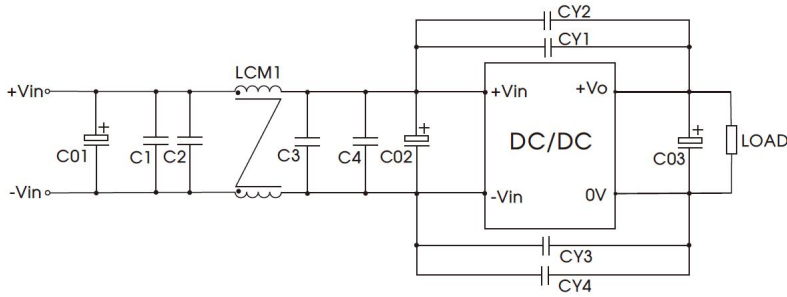 CY2
CY1
LCM1
+Vin
+Vin
+Vo
+
C01
C1
C2
C3
C4
+
C02
DC/DC
+
C03
LOAD
-Vin
-Vin
0V
CY3
CY4